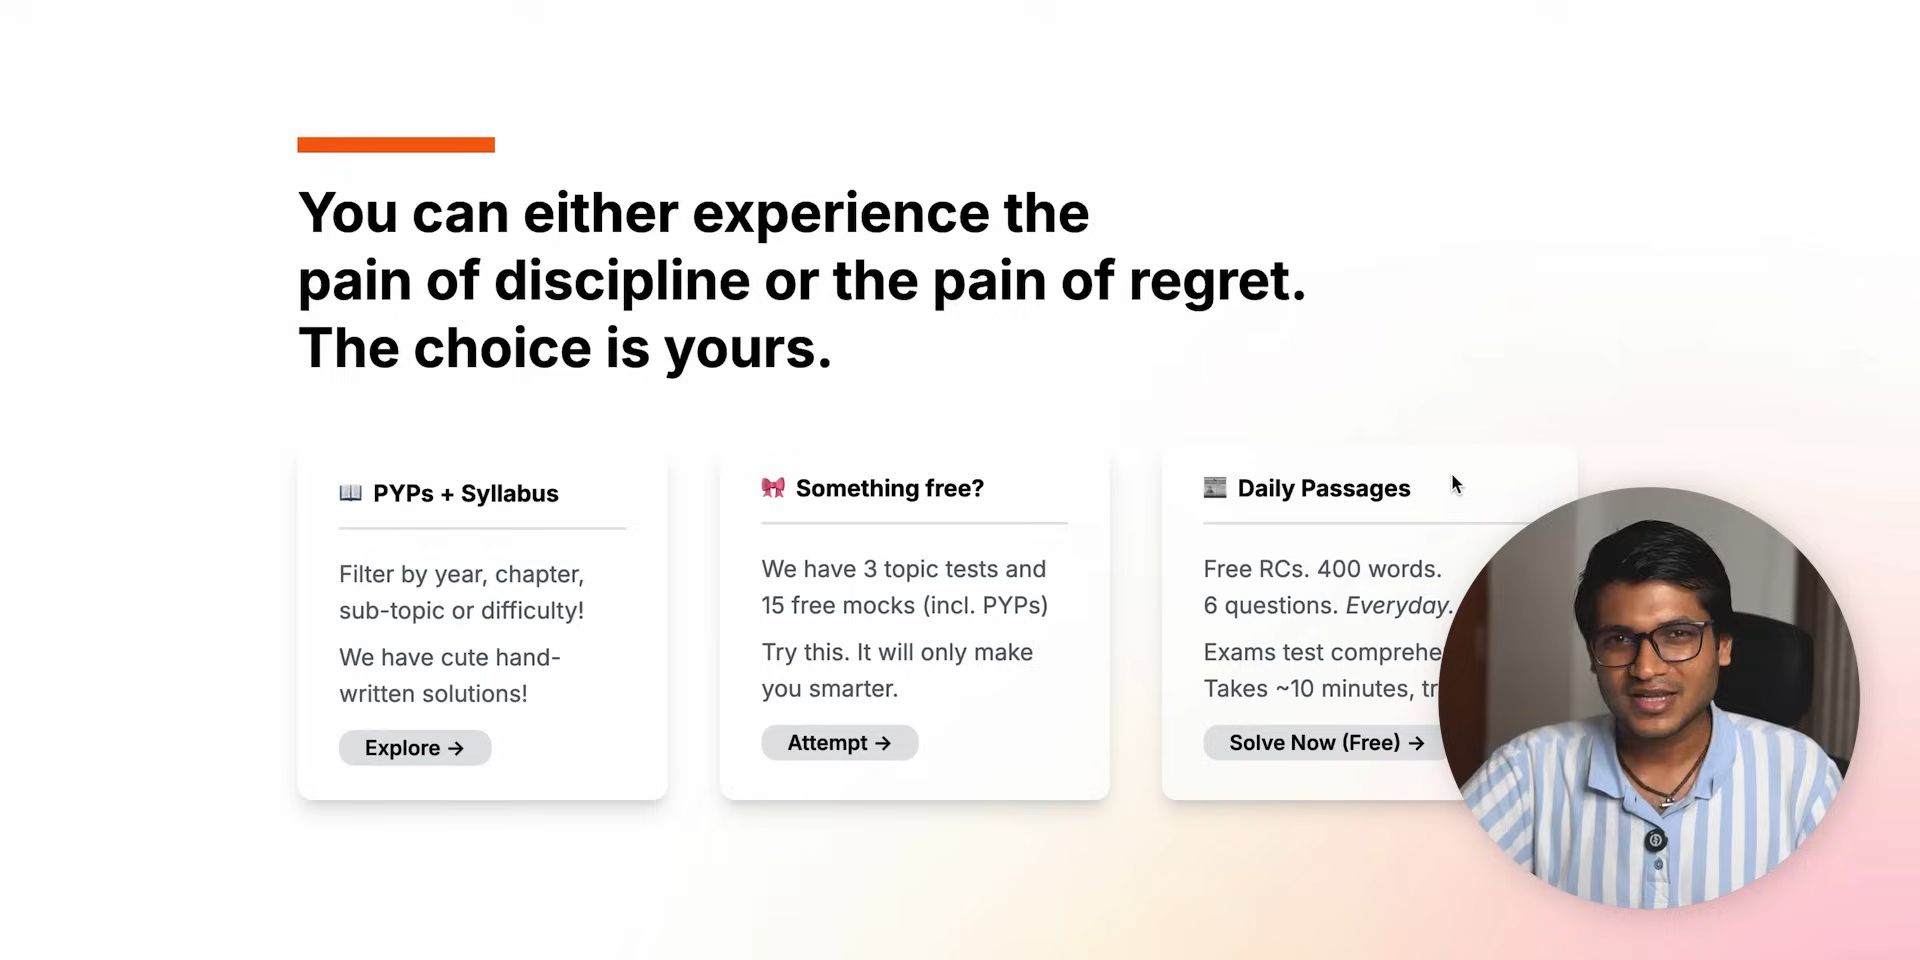 You can either experience the
pain of discipline or the pain of regret.
The choice is yours.
PYPs + Syllabus
Filter by year, chapter,
sub-topic or difficulty!
We have cute hand-
written solutions!
Explore →
Something free?
We have 3 topic tests and
15 free mocks (incl. PYPs)
Try this. It will only make
you smarter.
Attempt →
Daily Passages
Free RCs. 400 words.
6 questions. Everyday.
Exams test
Takes ~10 minutes,
Solve Now (Free) →